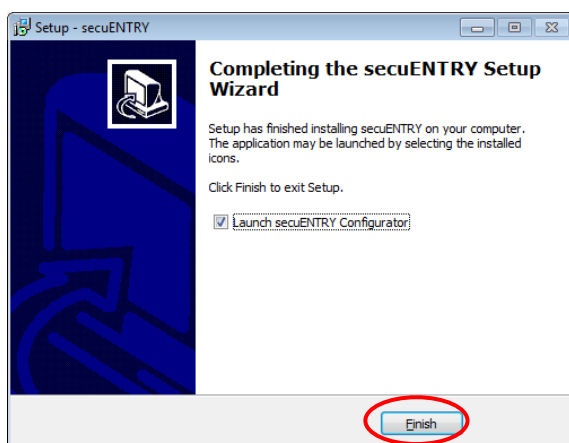 Setup - secuENTRY
Completing the secuENTRY Setup
Wizard
Setup has finished installing secuENTRY on your computer.
The application may be launched by selecting the installed
icons.
Click Finish to exit Setup.
Launch secuENTRY Configurator
Finish